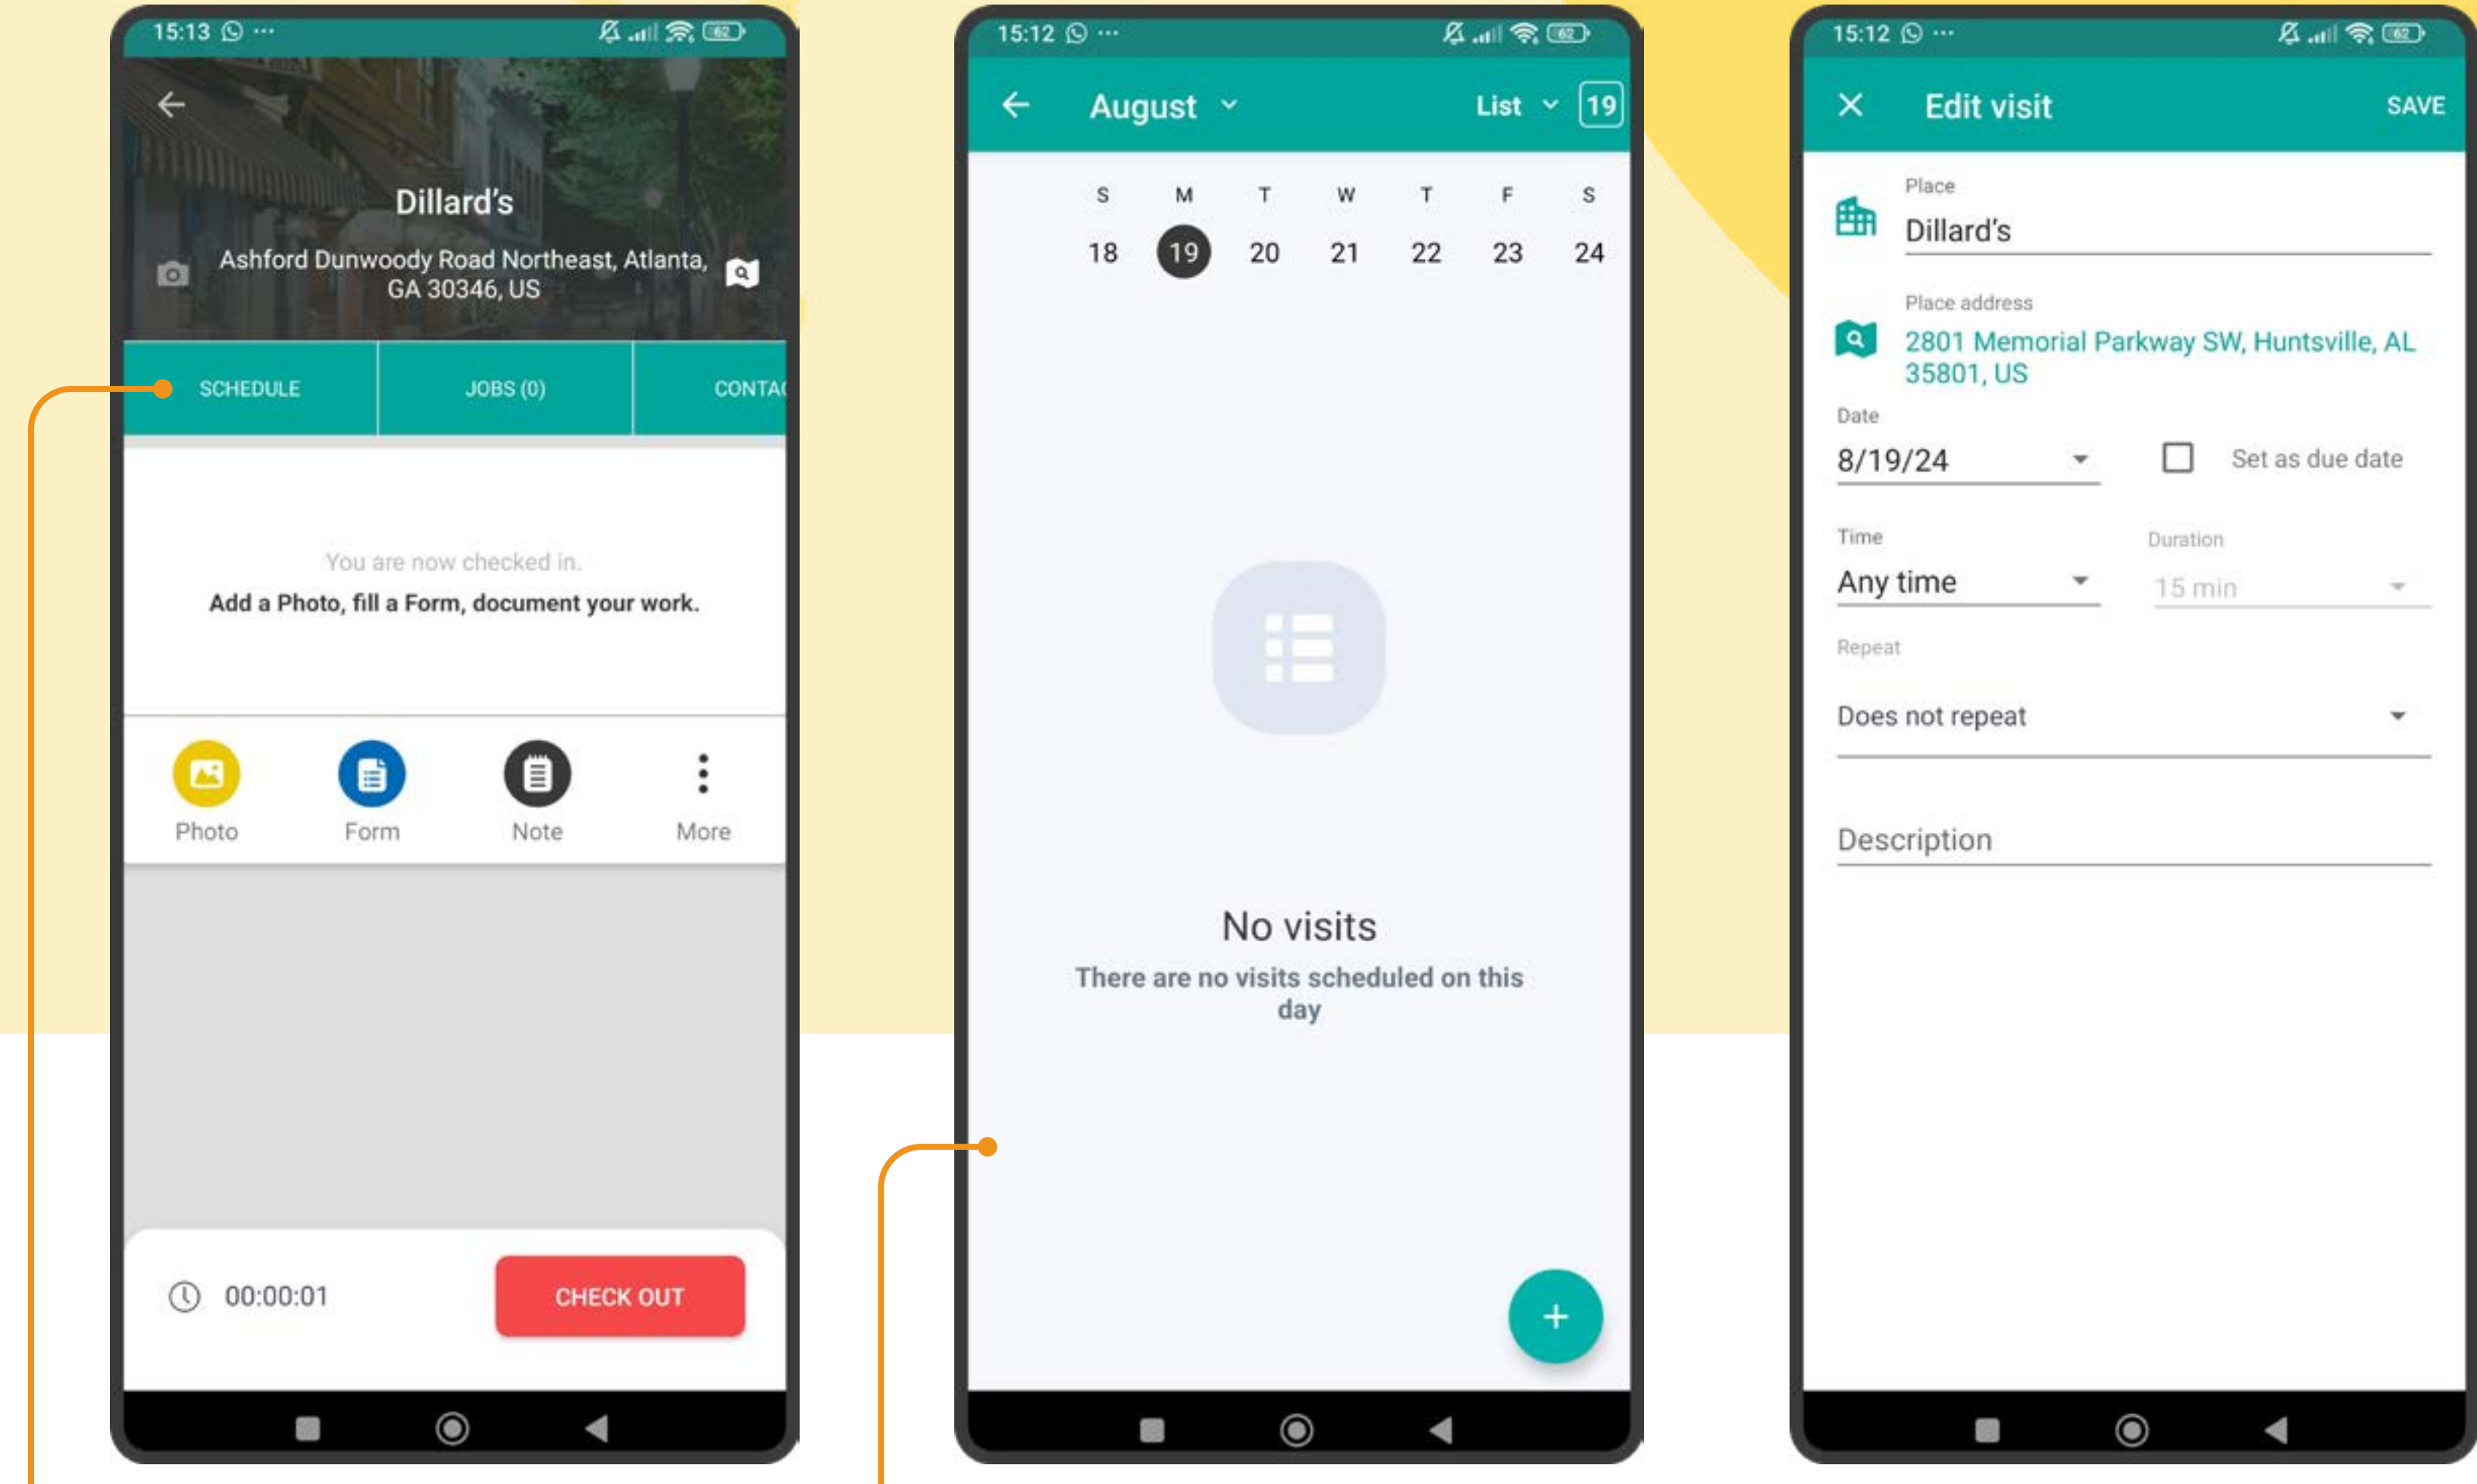 15:13
62
Dillard's
Ashford Dunwoody Road Northeast, Atlanta,
GA 30346, US
SCHEDULE
JOBS (0)
CONTAC
You are now checked in.
Add a Photo, fill a Form, document your work.
Photo
Form
Note
More
00:00:01
CHECK OUT
15:12
62
August
List
19
S M T W T F S
18 19 20 21 22 23 24
No visits
There are no visits scheduled on this
day
+
15:12
62
Edit visit
SAVE
Place
Dillard's
Place address
2801 Memorial Parkway SW, Huntsville, AL
35801, US
Date
8/19/24
Set as due date
Time
Duration
Any time
15 min
Repeat
Does not repeat
Description